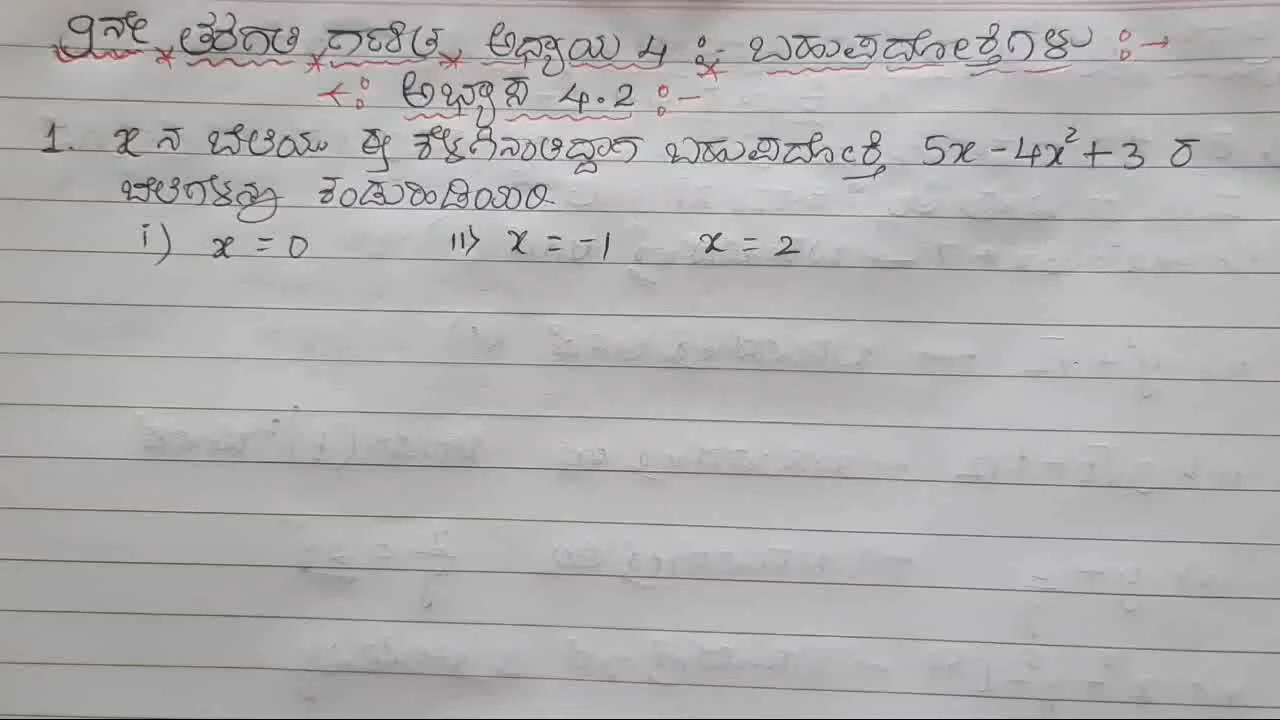 9ನೇ ತರಗತಿ ಗಣಿತ ಅಧ್ಯಾಯ 4 :- ಬಹುಪದೋಕ್ತಿಗಳು :-
-: ಅಭ್ಯಾಸ 4.2 :-
1. x ನ ಬೆಲೆಯು ಈ ಕೆಳಗಿನಂತಿದ್ದಾಗ ಬಹುಪದೋಕ್ತಿ 5x - 4x² + 3 ರ
ಬೆಲೆಗಳನ್ನು ಕಂಡುಹಿಡಿಯಿರಿ.
i) x = 0 ii) x = -1 x = 2